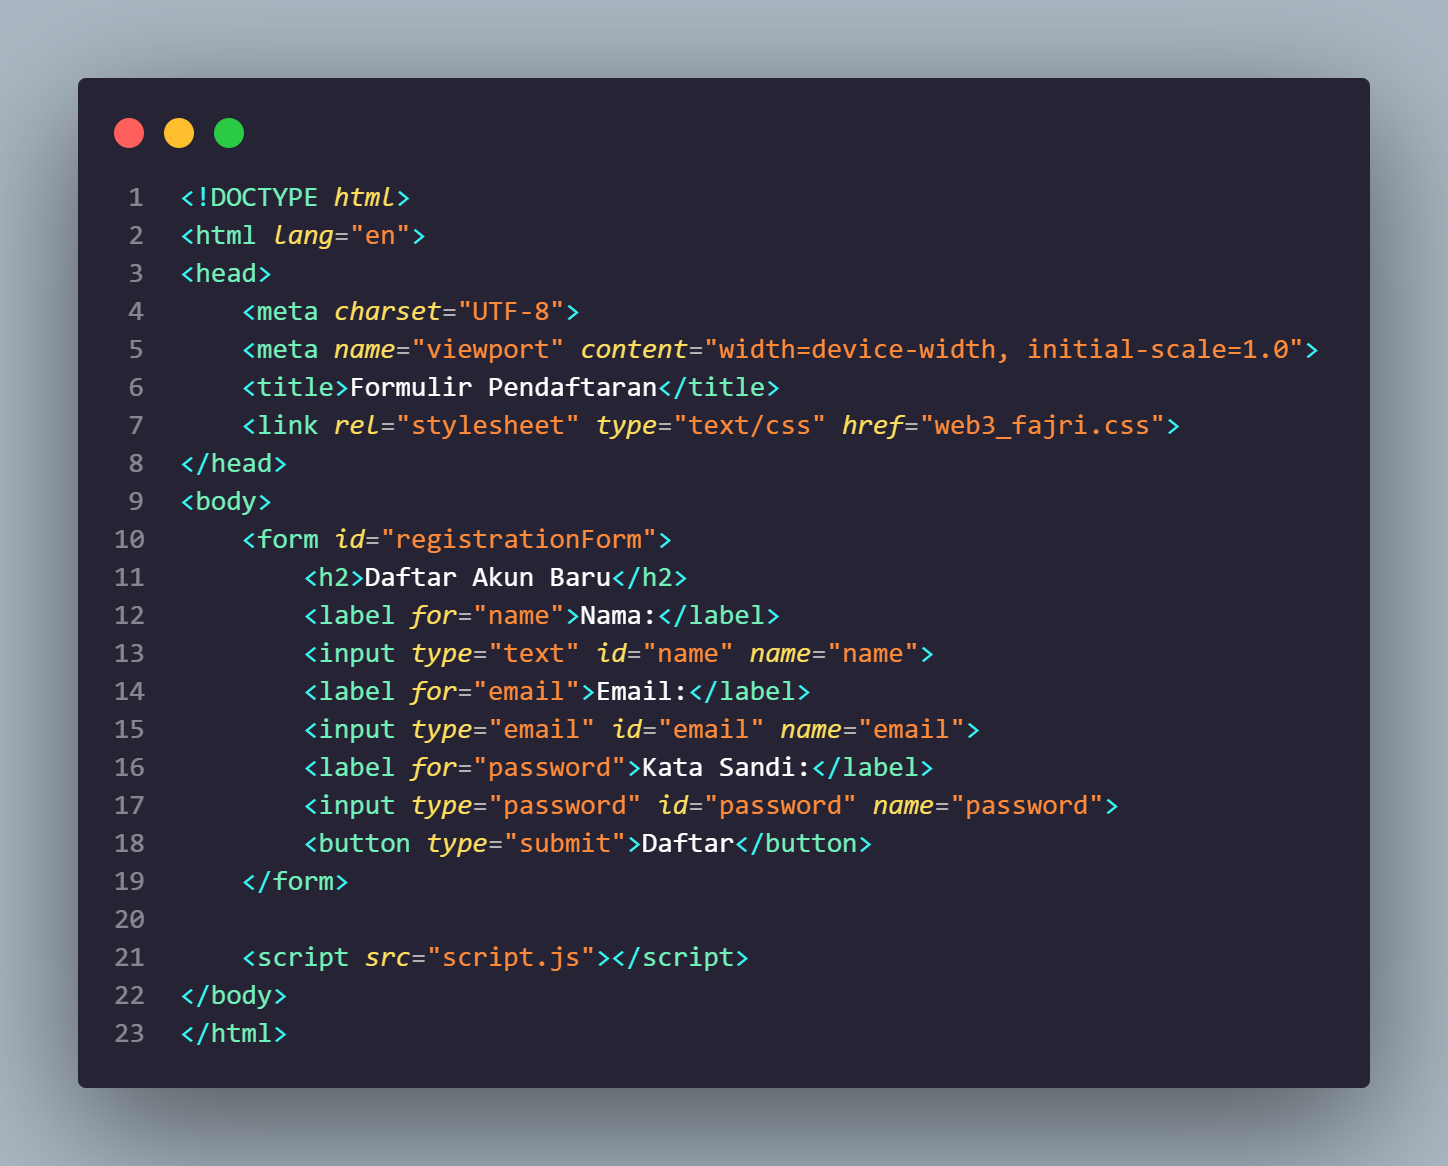 1 <!DOCTYPE html>
2 <html lang="en">
3 <head>
4     <meta charset="UTF-8">
5     <meta name="viewport" content="width=device-width, initial-scale=1.0">
6     <title>Formulir Pendaftaran</title>
7     <link rel="stylesheet" type="text/css" href="web3_fajri.css">
8 </head>
9 <body>
10     <form id="registrationForm">
11         <h2>Daftar Akun Baru</h2>
12         <label for="name">Nama:</label>
13         <input type="text" id="name" name="name">
14         <label for="email">Email:</label>
15         <input type="email" id="email" name="email">
16         <label for="password">Kata Sandi:</label>
17         <input type="password" id="password" name="password">
18         <button type="submit">Daftar</button>
19     </form>
20
21     <script src="script.js"></script>
22 </body>
23 </html>